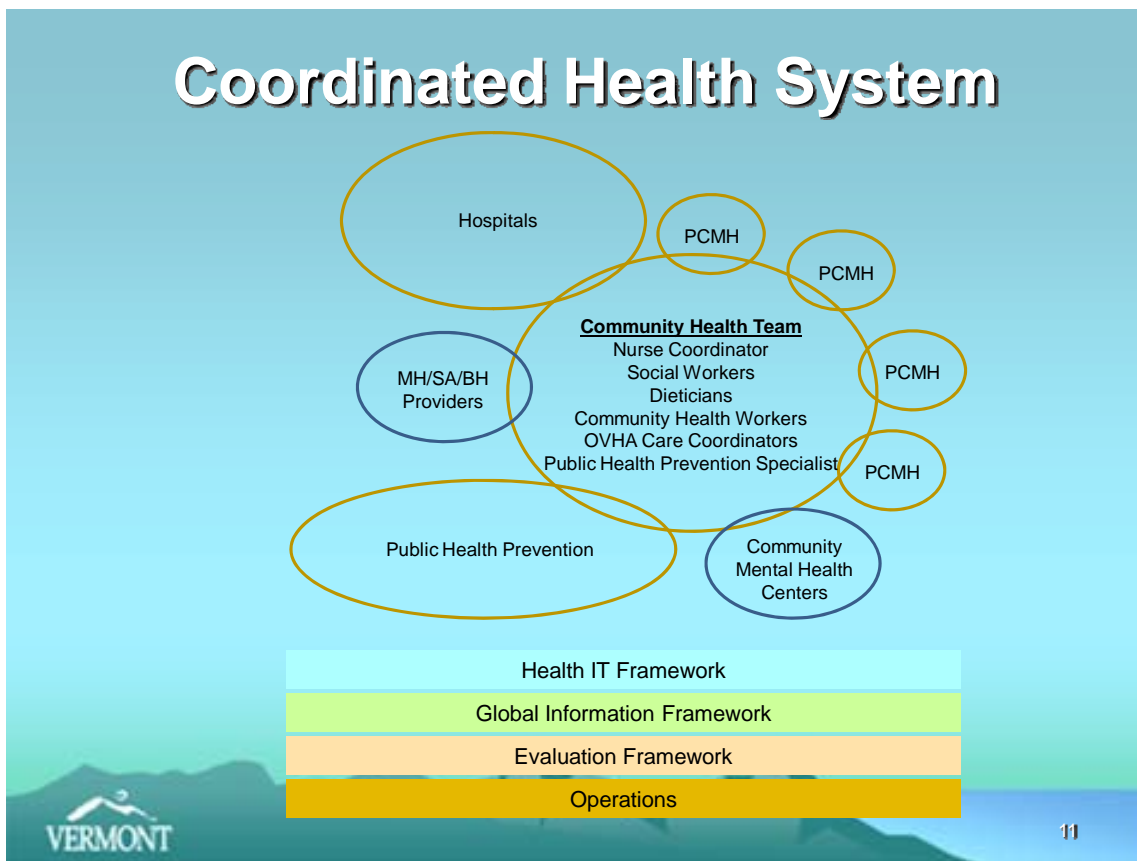 Coordinated Health System
Hospitals
PCMH
PCMH
PCMH
PCMH
Community Health Team
Nurse Coordinator
Social Workers
Dieticians
Community Health Workers
OVHA Care Coordinators
Public Health Prevention Specialist
MH/SA/BH
Providers
Public Health Prevention
Community
Mental Health
Centers
Health IT Framework
Global Information Framework
Evaluation Framework
Operations
VERMONT
11